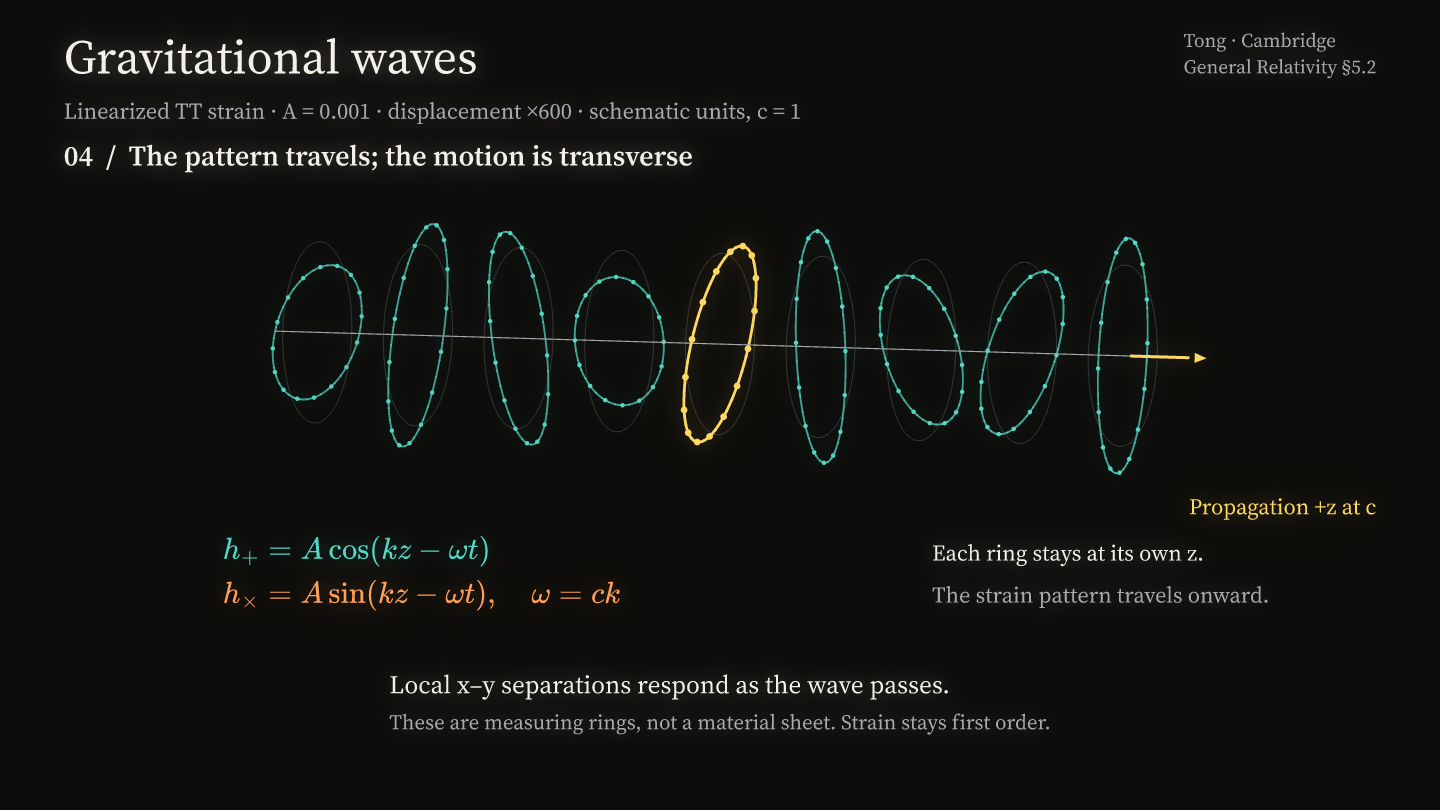 Gravitational waves
Tong · Cambridge
General Relativity §5.2
Linearized TT strain · A = 0.001 · displacement ×600 · schematic units, c = 1
04 / The pattern travels; the motion is transverse
Propagation +z at c
h₊ = A cos(kz − ωt)
h× = A sin(kz − ωt), ω = ck
Each ring stays at its own z.
The strain pattern travels onward.
Local x–y separations respond as the wave passes.
These are measuring rings, not a material sheet. Strain stays first order.